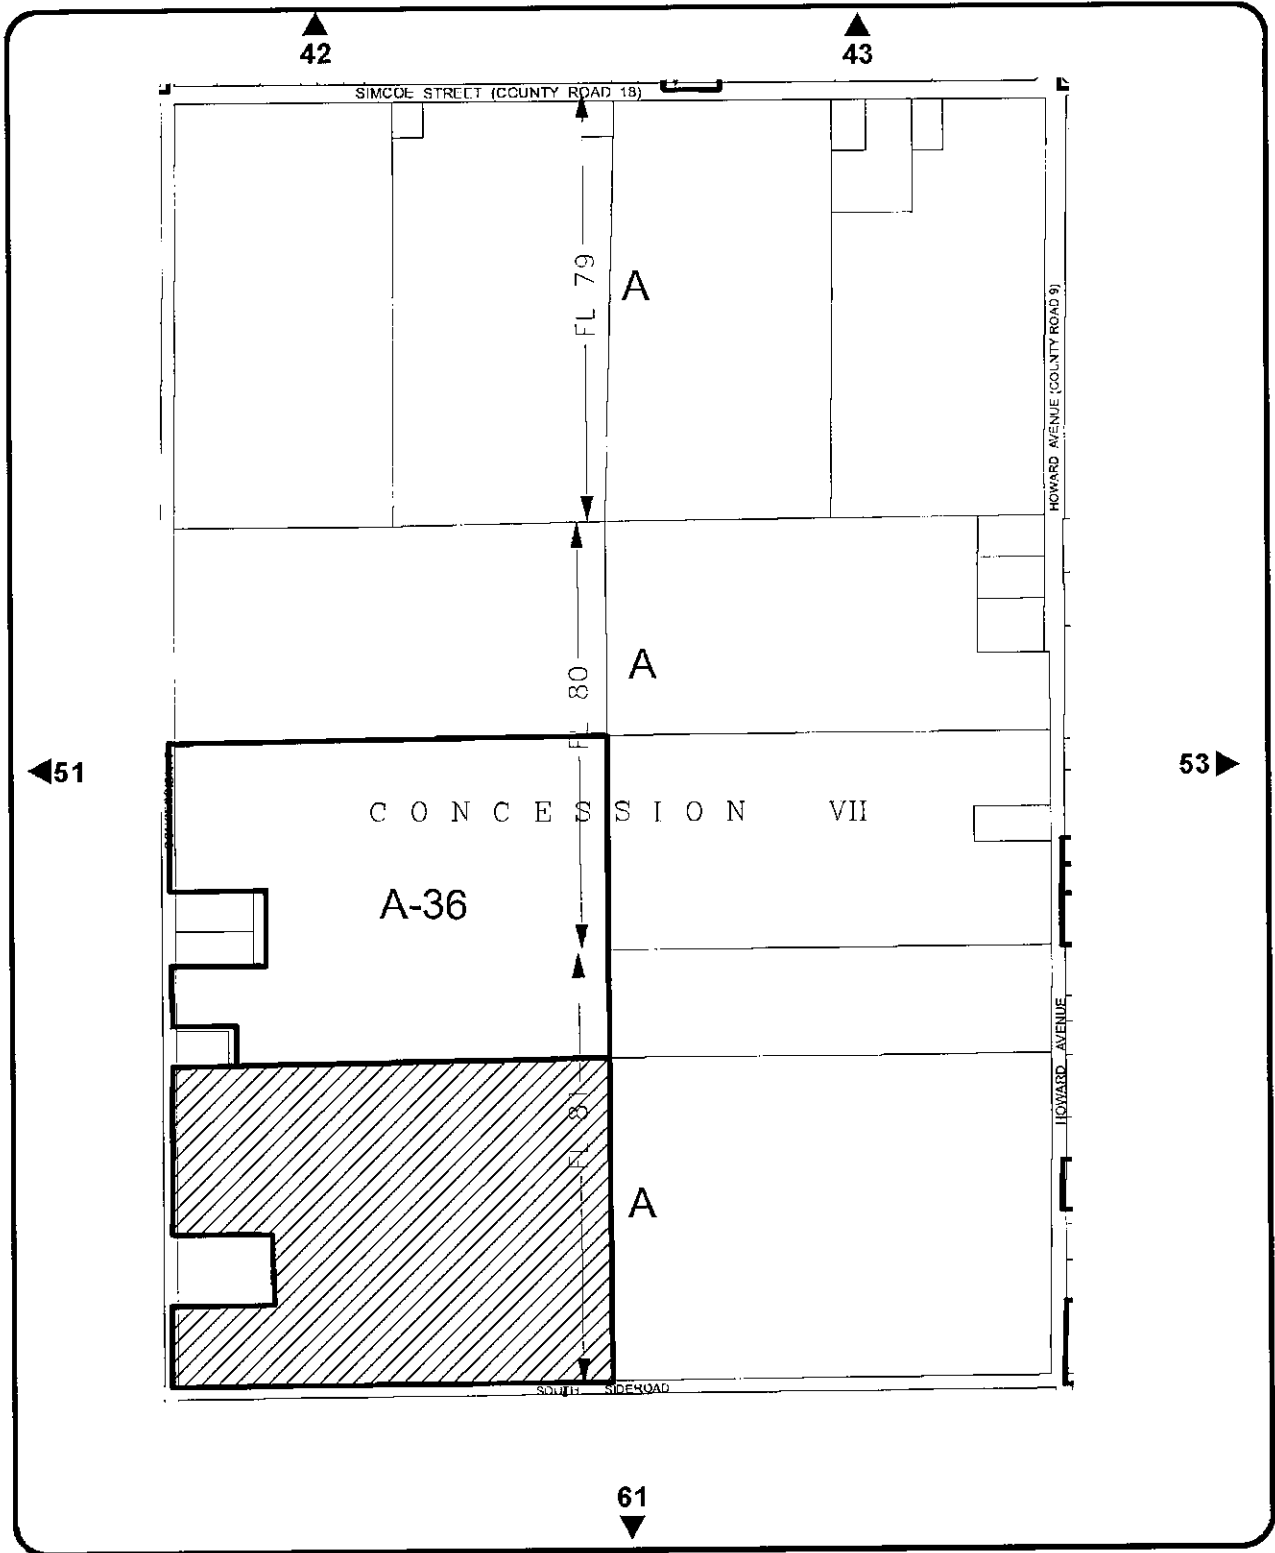 42
43
SIMCOE STREET (COUNTY ROAD 18)
FL 79
A
HOWARD AVENUE (COUNTY ROAD 9)
FL 80
A
51
53
CONCESSION VII
A-36
HOWARD AVENUE
FL 81
A
SOUTH SIDEROAD
61